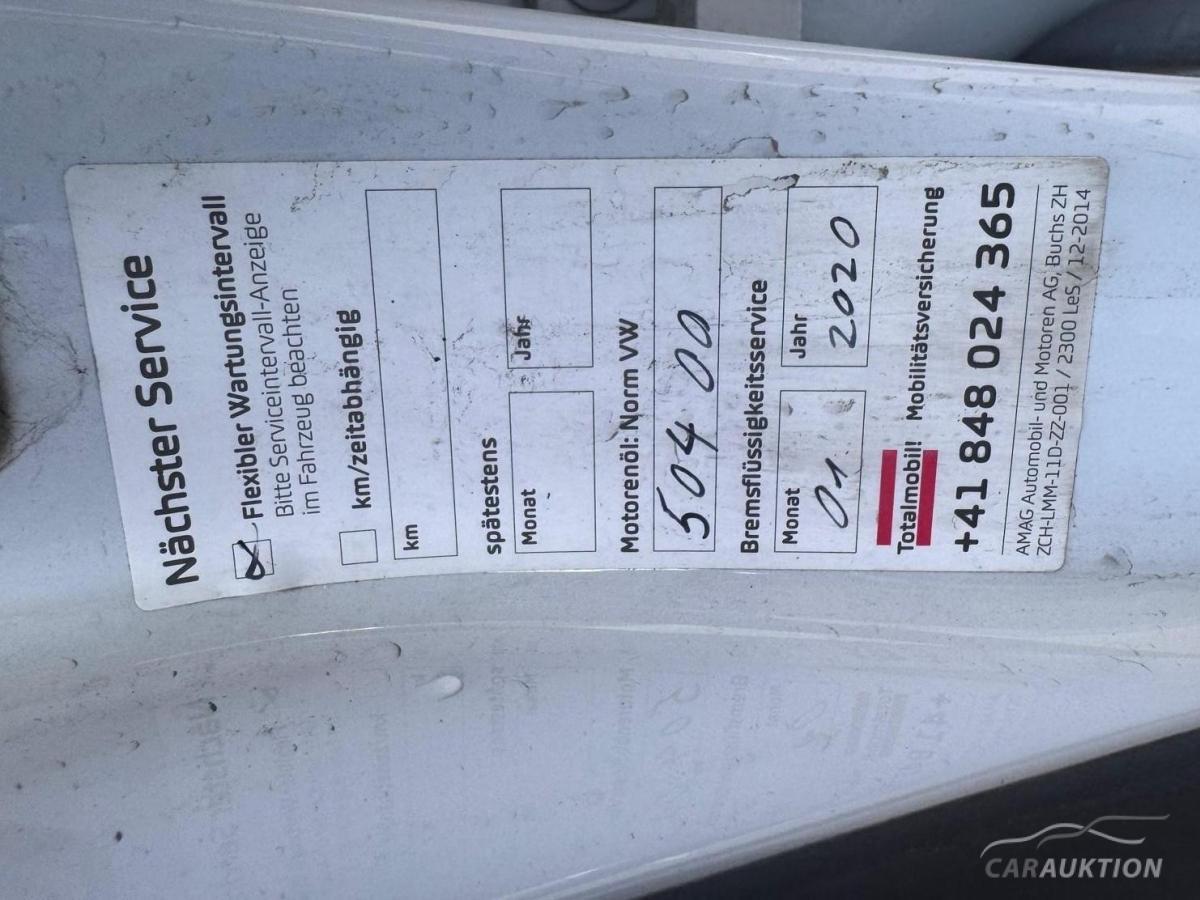 Nächster Service
Flexibler Wartungsintervall
Bitte Serviceintervall-Anzeige
im Fahrzeug beachten
km/zeitabhängig
km
spätestens
Monat
Jahr
Motorenöl: Norm VW
504 00
Bremsflüssigkeitsservice
Monat
01.
Jahr
2020
Totalmobil! Mobilitätsversicherung
+41 848 024 365
AMAG Automobil- und Motoren AG, Buchs ZH
ZCH-LMM-11D-ZZ-001 / 2300 LeS / 12-2014
CARAUKTION